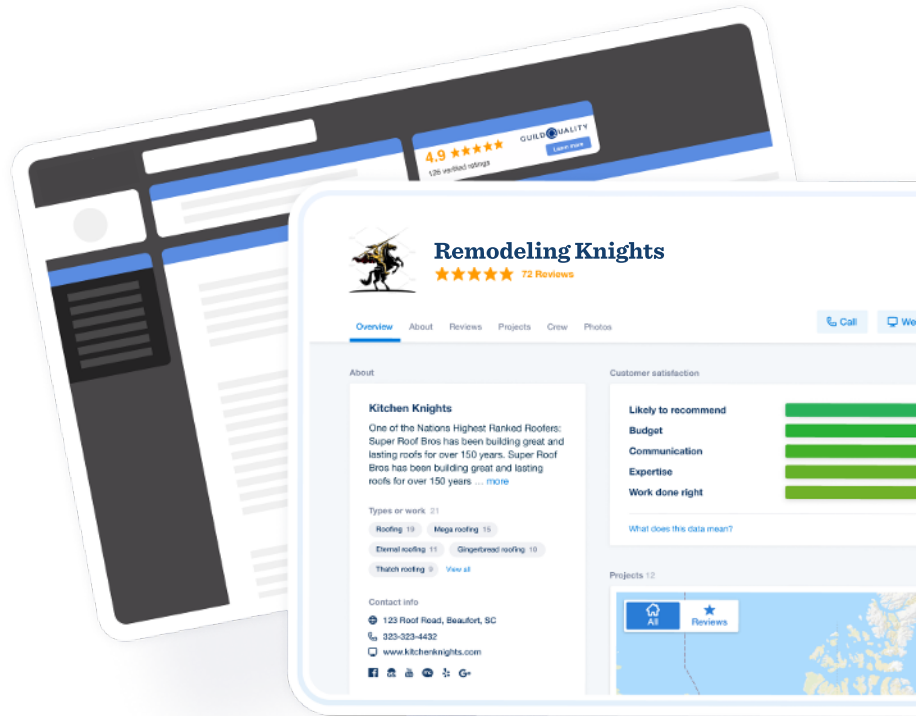 4.9
GUILDQUALITY
126 verified ratings
Learn more
Remodeling Knights
72 Reviews
Overview About Reviews Projects Crew Photos
Call
We
About
Customer satisfaction
Kitchen Knights
One of the Nations Highest Ranked Roofers:
Super Roof Bros has been building great and
lasting roofs for over 150 years. Super Roof
Bros has been building great and lasting
roofs for over 150 years ... more
Likely to recommend
Budget
Communication
Expertise
Work done right
What does this data mean?
Types or work 21
Roofing 19 Mega roofing 15
Eternal roofing 11 Gingerbread roofing 10
Thatch roofing 9 View all
Projects 12
All
Reviews
Contact info
123 Roof Road, Beaufort, SC
323-323-4432
www.kitchenknights.com